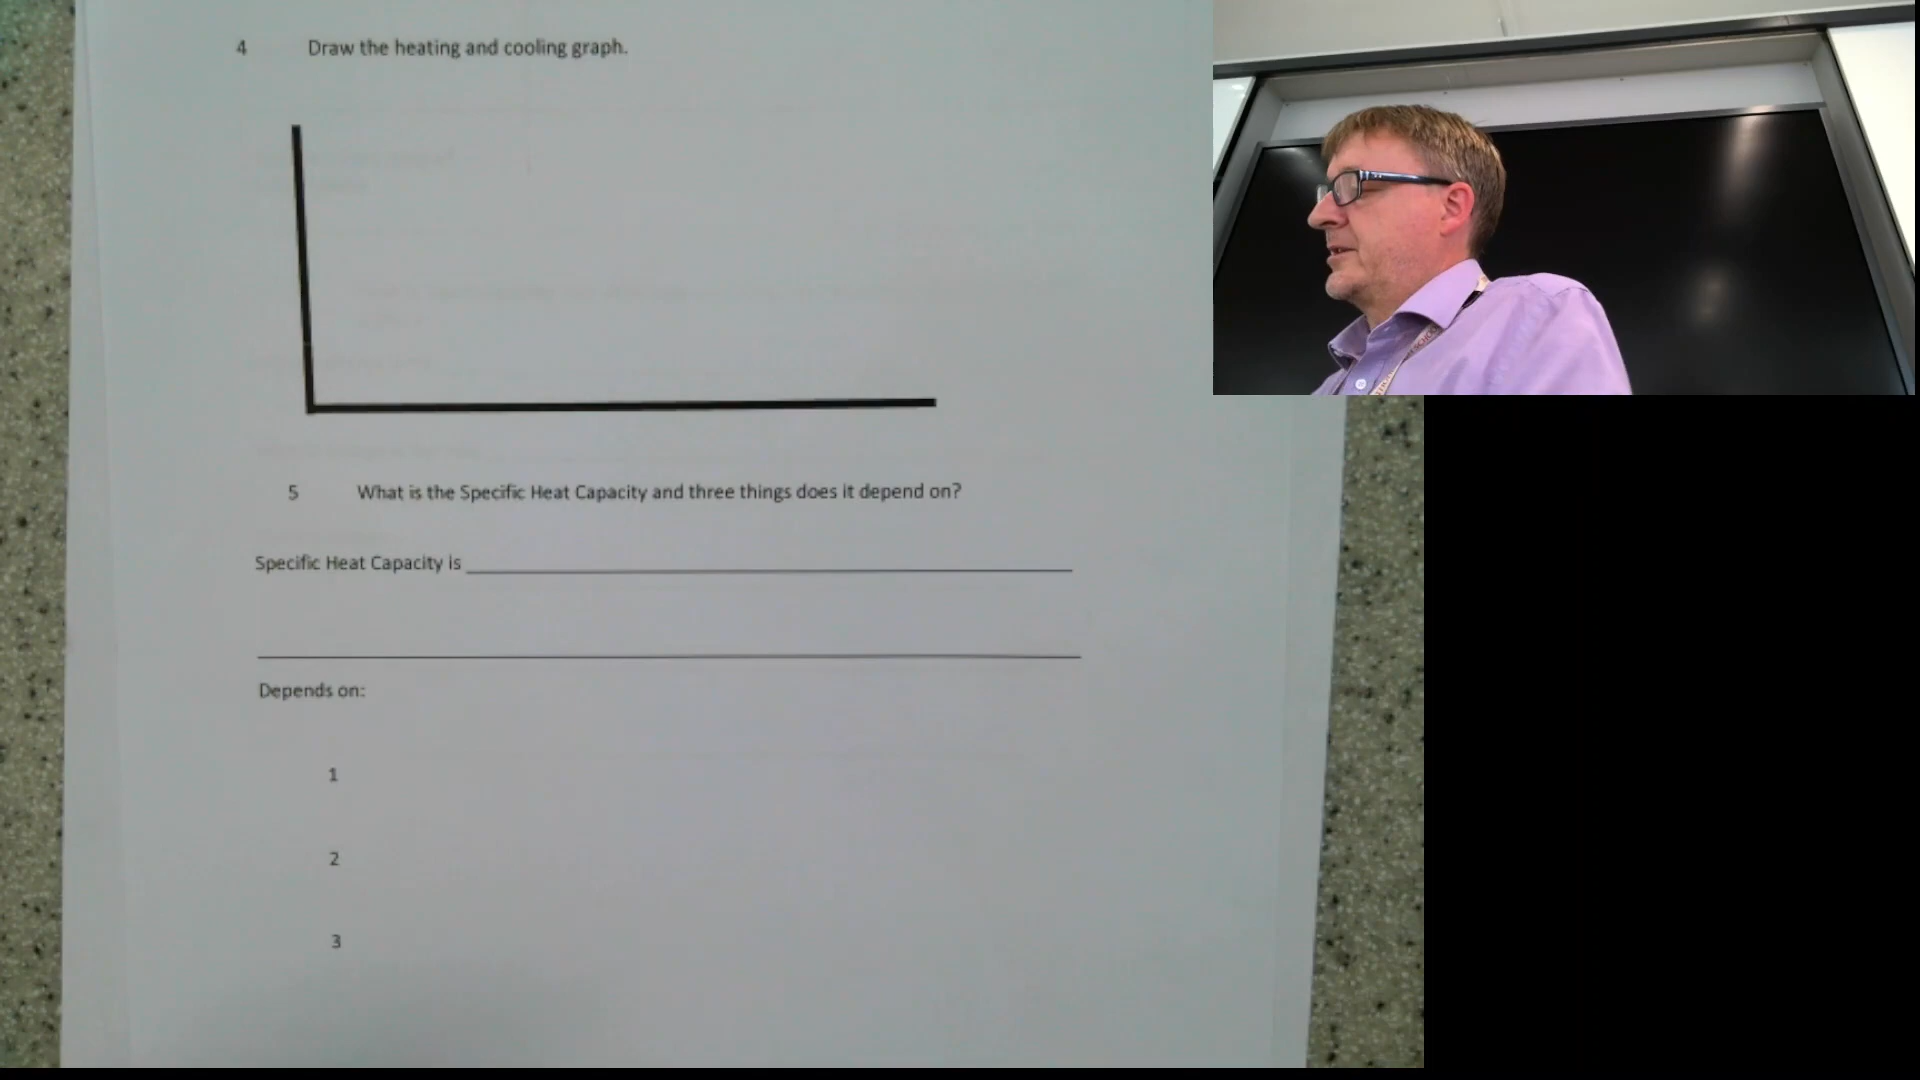 4 Draw the heating and cooling graph.
5 What is the Specific Heat Capacity and three things does it depend on?
Specific Heat Capacity is
Depends on:
1
2
3